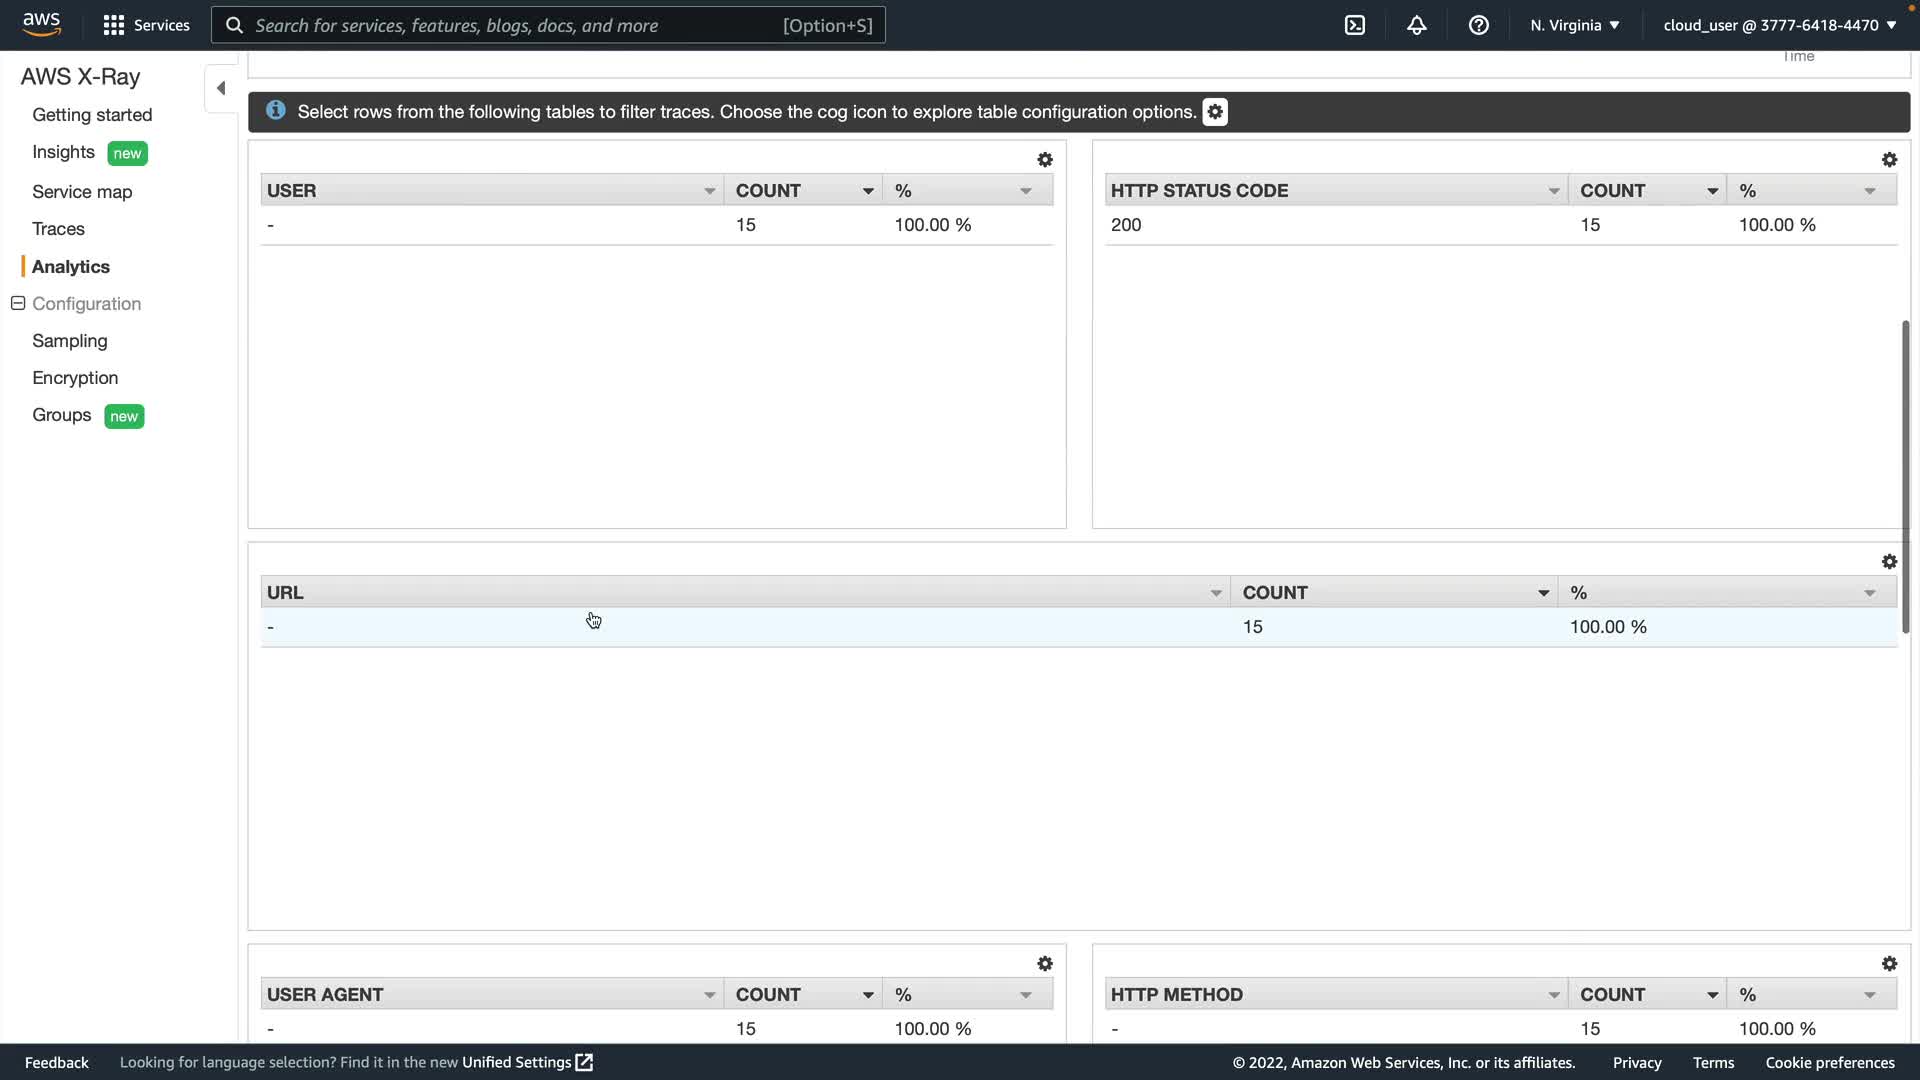 aws
Services
Search for services, features, blogs, docs, and more
[Option+S]
N. Virginia
cloud_user @ 3777-6418-4470
AWS X-Ray
Getting started
Insights new
Service map
Traces
Analytics
Configuration
Sampling
Encryption
Groups new
Time
Select rows from the following tables to filter traces. Choose the cog icon to explore table configuration options.
USER COUNT %
- 15 100.00 %
HTTP STATUS CODE COUNT %
200 15 100.00 %
URL COUNT %
- 15 100.00 %
USER AGENT COUNT %
- 15 100.00 %
HTTP METHOD COUNT %
- 15 100.00 %
Feedback
Looking for language selection? Find it in the new Unified Settings
© 2022, Amazon Web Services, Inc. or its affiliates.
Privacy
Terms
Cookie preferences